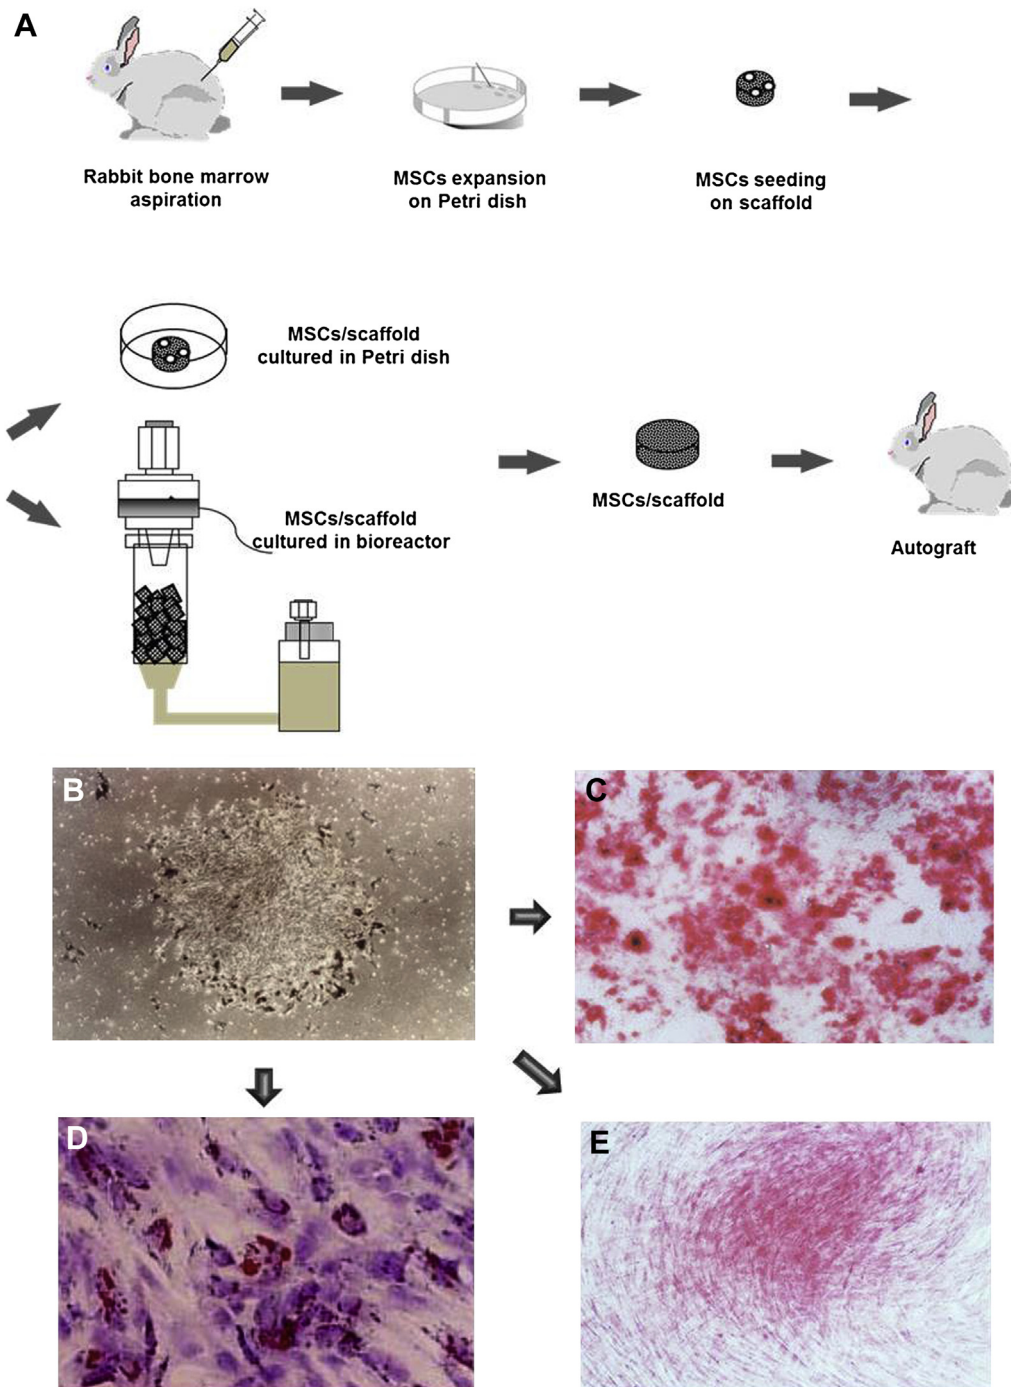 A
Rabbit bone marrow
aspiration
MSCs expansion
on Petri dish
MSCs seeding
on scaffold
MSCs/scaffold
cultured in Petri dish
MSCs/scaffold
cultured in bioreactor
MSCs/scaffold
Autograft
B
C
D
E